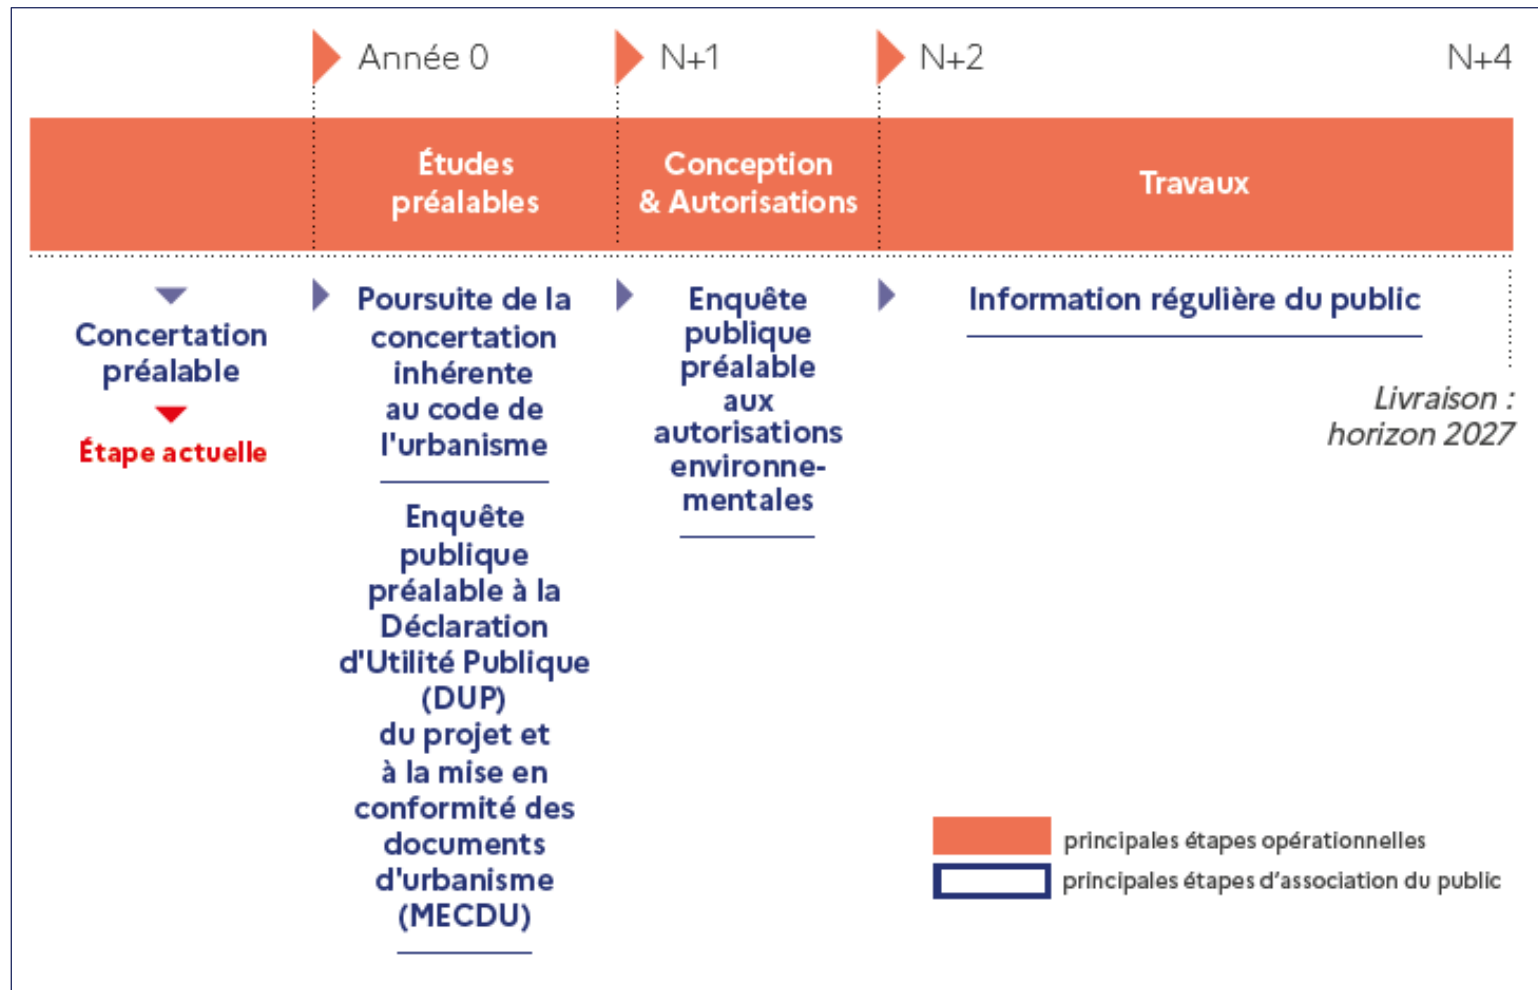 Année 0
N+1
N+2
N+4
Études
préalables
Conception
& Autorisations
Travaux
Concertation
préalable
Étape actuelle
Poursuite de la
concertation
inhérente
au code de
l'urbanisme
Enquête
publique
préalable à la
Déclaration
d'Utilité Publique
(DUP)
du projet et
à la mise en
conformité des
documents
d'urbanisme
(MECDU)
Enquête
publique
préalable
aux
autorisations
environne-
mentales
Information régulière du public
Livraison :
horizon 2027
principales étapes opérationnelles
principales étapes d’association du public